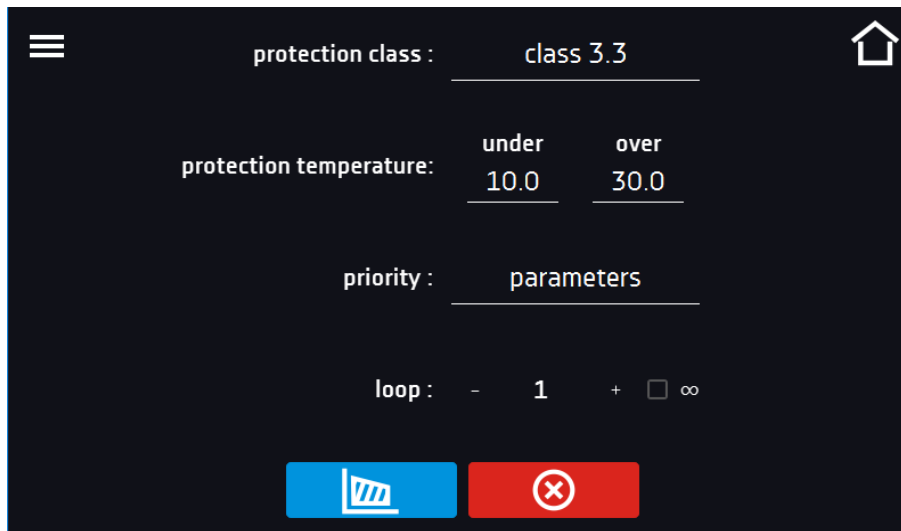 protection class : class 3.3
under over
protection temperature: 10.0 30.0
priority : parameters
loop : - 1 + ∞